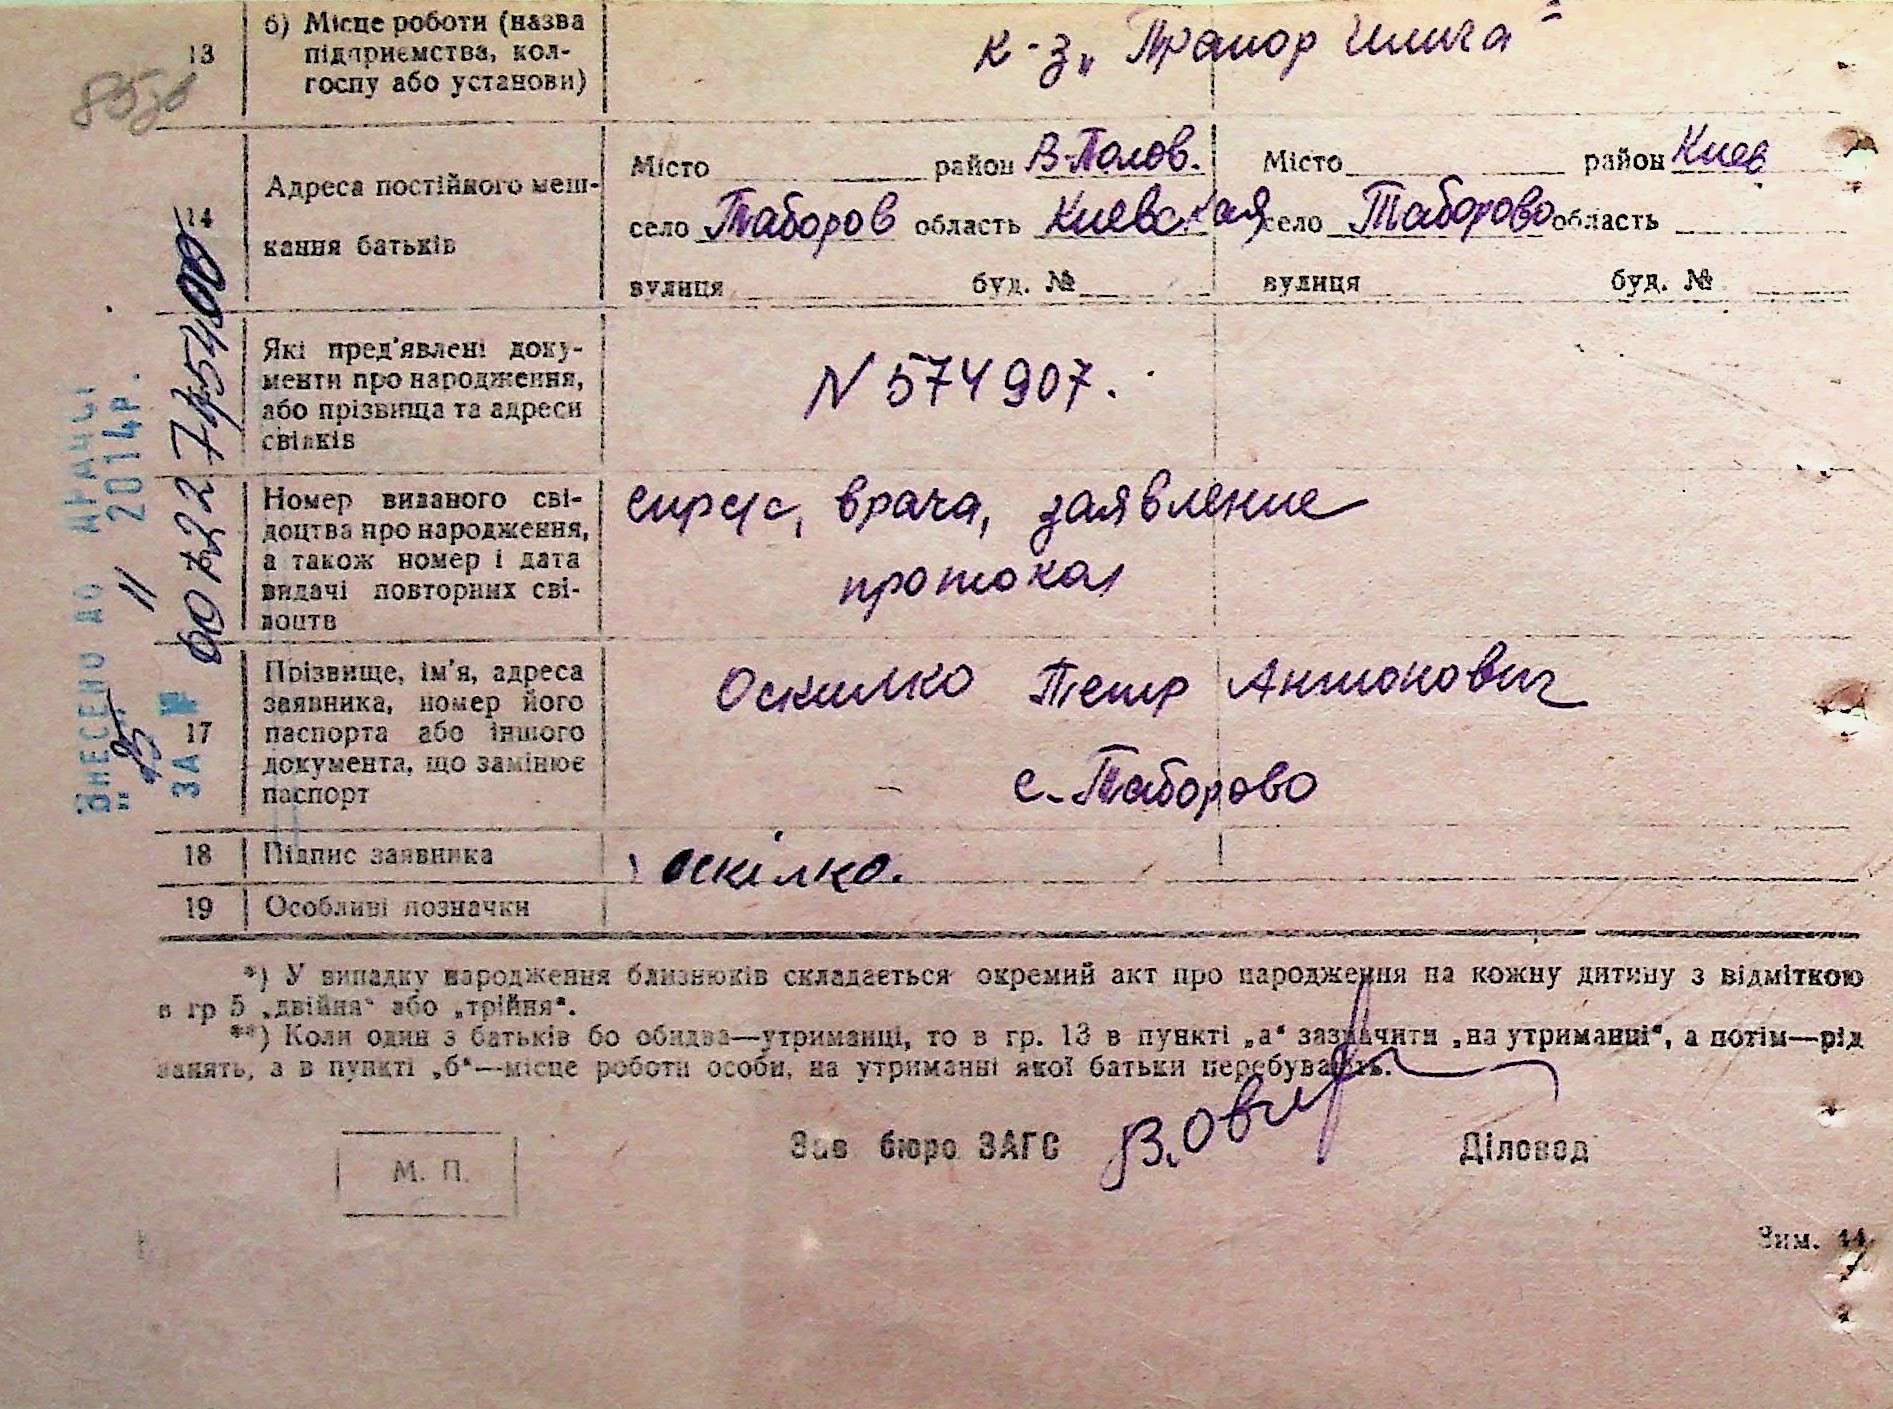 13
б) Місце роботи (назва
підприємства, кол-
госпу або установи)
к-з „Прапор Ілліча"
Адреса постійного меш-
14
кання батьків
Місто район В-Полов.
село Таборов область Киевская
вулиця буд. №
Місто район Киев
село Таборово область
вулиця буд. №
Які пред'явлені доку-
менти про народження,
або прізвища та адреси
свідків
N 574907.
Номер виданого сві-
доцтва про народження,
а також номер і дата
видачі повторних сві-
доцтв
врача, заявление
протокол
17
Прізвище, ім'я, адреса
заявника, номер його
паспорта або іншого
документа, що замінює
паспорт
Оскилко Петр Антонович
с. Таборово
18 Підпис заявника
оскілко.
19 Особливі позначки
*) У випадку народження близнюків складається окремий акт про народження на кожну дитину з відміткою
в гр 5 „двійна" або „трійня".
**) Коли один з батьків бо обидва—утриманці, то в гр. 13 в пункті „а" зазначити „на утриманні", а потім—рід
занять, а в пункті „б"—місце роботи особи, на утриманні якої батьки перебувають.
Зав бюро ЗАГС
Діловод
М. П.
Зим.
ВНЕСЕНО ДО ДРАЦС
" 11 2014р.
ЗА №